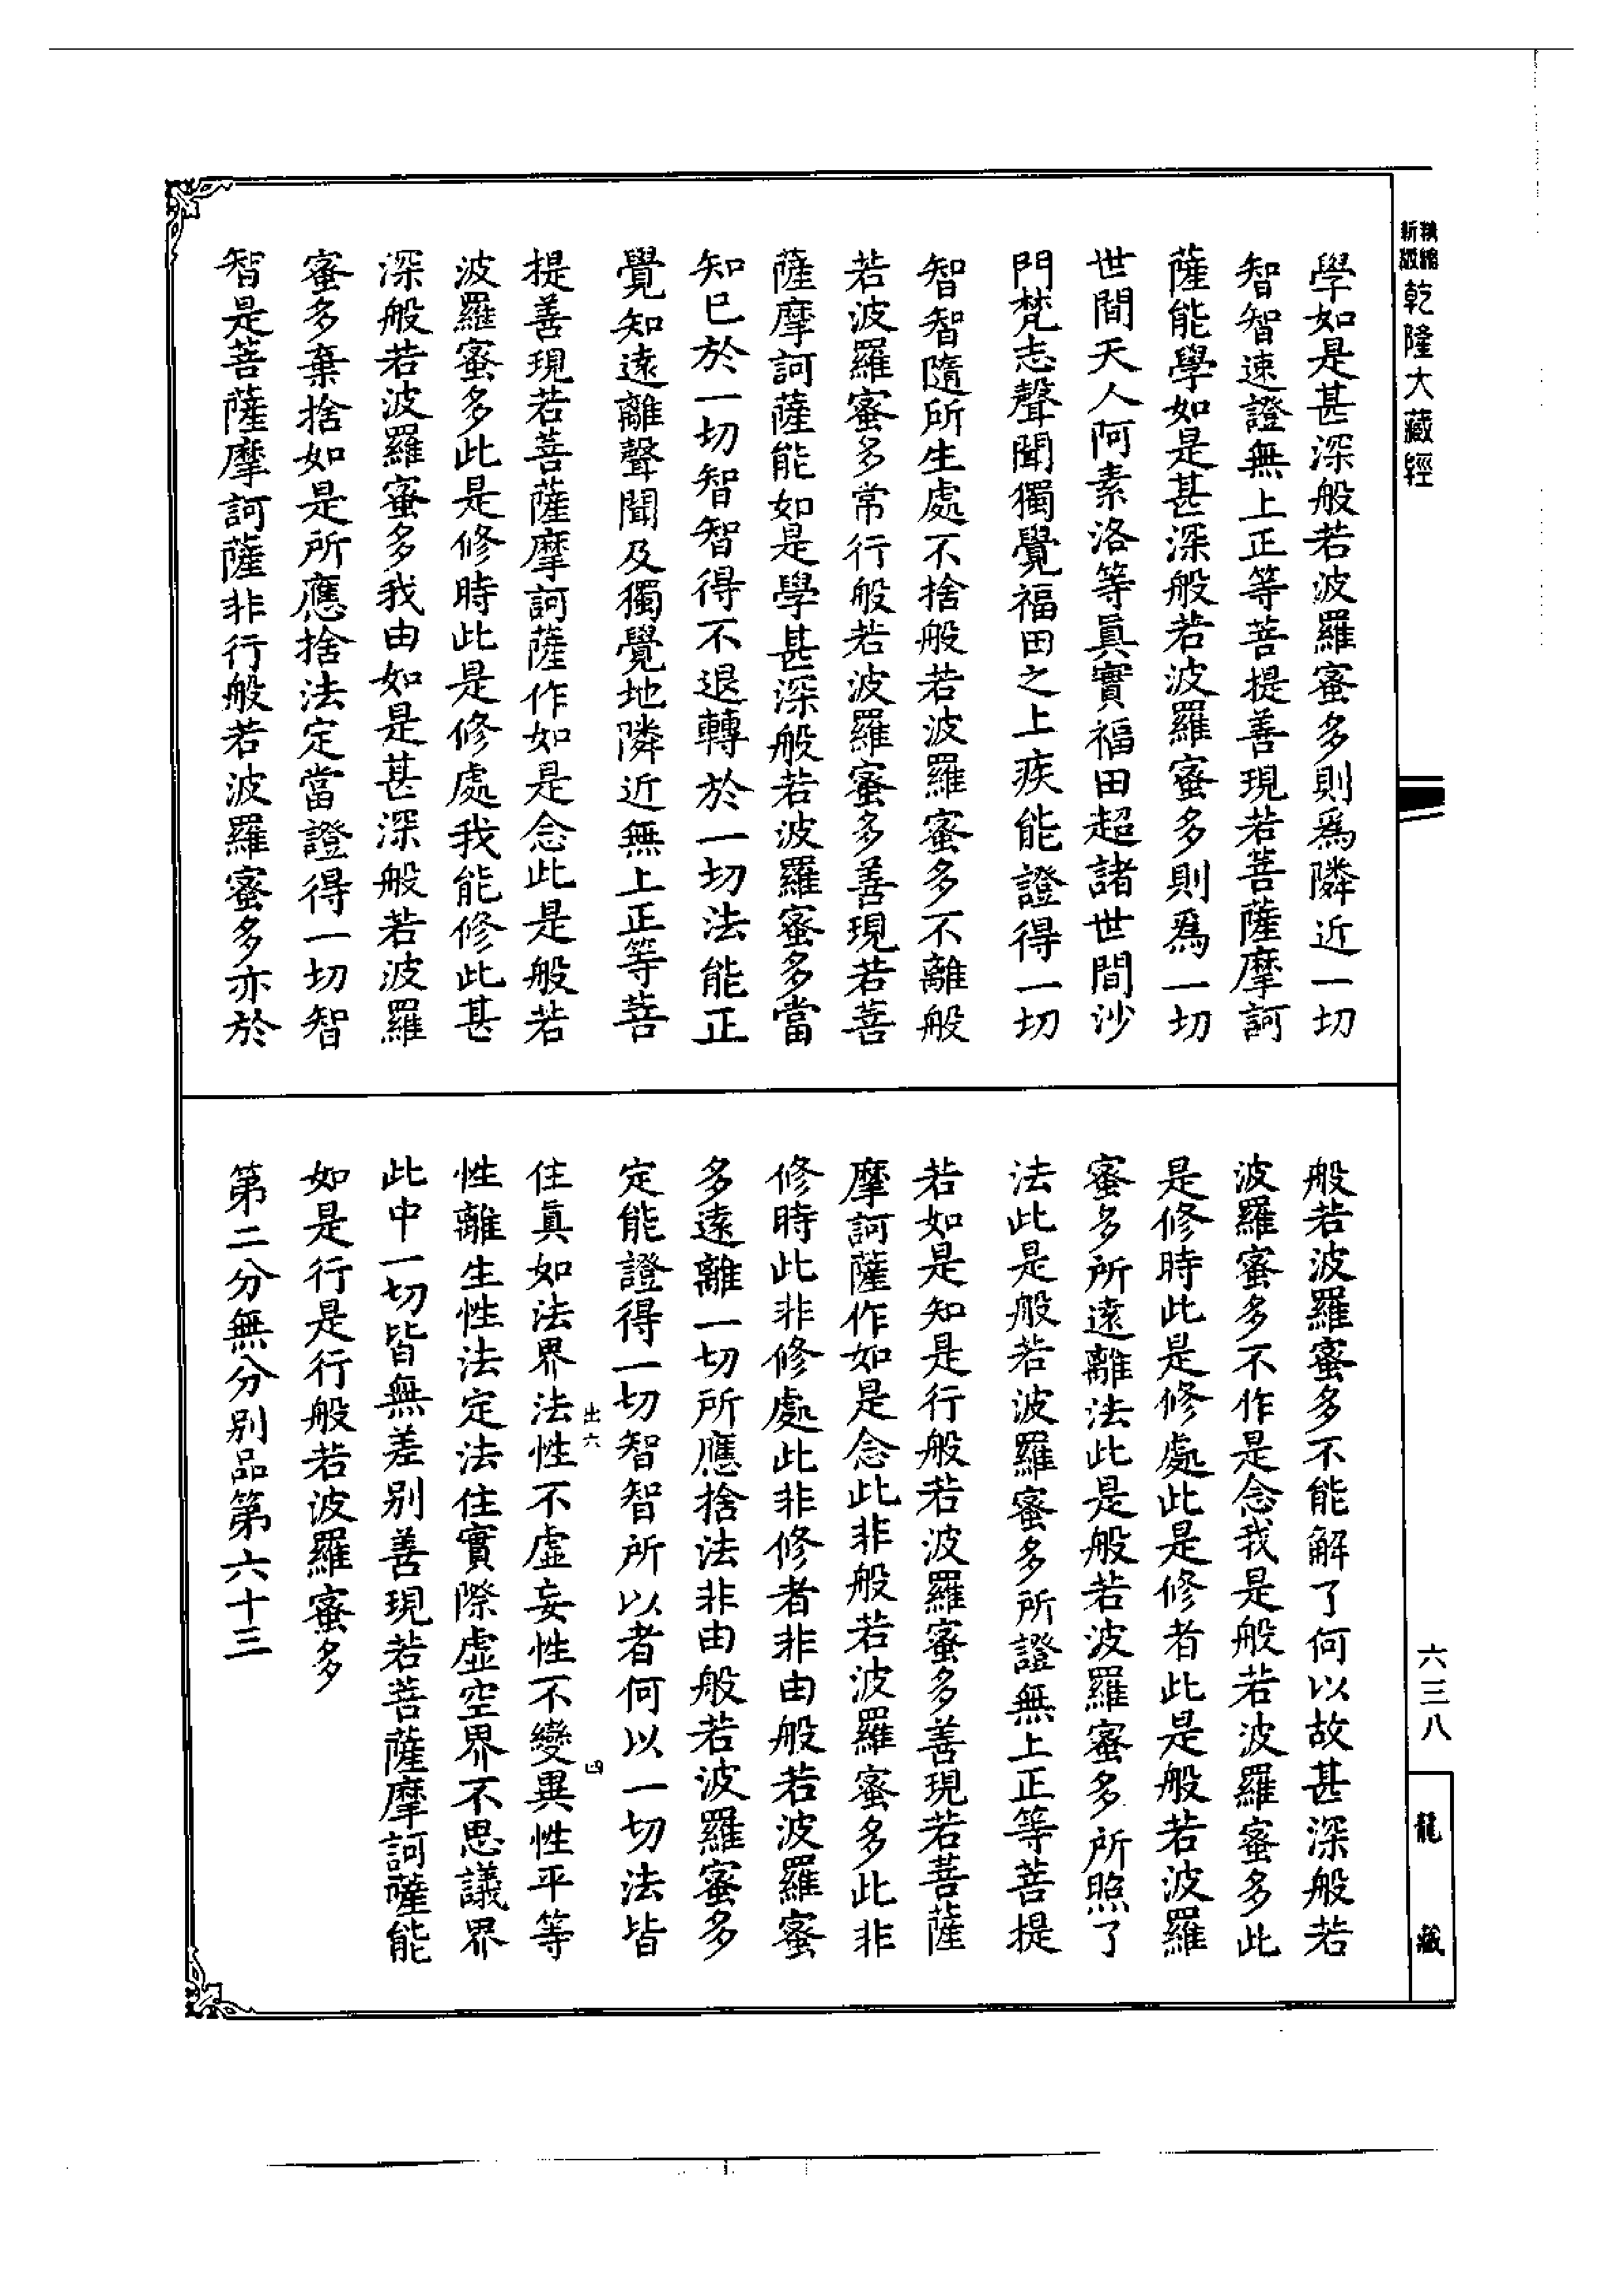 精縮新版乾隆大藏經
學如是甚深般若波羅蜜多則爲隣近一切
智智速證無上正等菩提善現若菩薩摩訶
薩能學如是甚深般若波羅蜜多則爲一切
世間天人阿素洛等眞實福田超諸世間沙
門梵志聲聞獨覺福田之上疾能證得一切
智智隨所生處不捨般若波羅蜜多不離般
若波羅蜜多常行般若波羅蜜多善現若菩
薩摩訶薩能如是學甚深般若波羅蜜多當
知已於一切智智得不退轉於一切法能正
覺知遠離聲聞及獨覺地隣近無上正等菩
提善現若菩薩摩訶薩作如是念此是般若
波羅蜜多此是修時此是修處我能修此甚
深般若波羅蜜多我由如是甚深般若波羅
蜜多棄捨如是所應捨法定當證得一切智
智是菩薩摩訶薩非行般若波羅蜜多亦於
般若波羅蜜多不能解了何以故甚深般若
波羅蜜多不作是念我是般若波羅蜜多此
是修時此是修處此是修者此是般若波羅
蜜多所遠離法此是般若波羅蜜多所照了
法此是般若波羅蜜多所證無上正等菩提
若如是知是行般若波羅蜜多善現若菩薩
摩訶薩作如是念此非般若波羅蜜多此非
修時此非修處此非修者非由般若波羅蜜
多遠離一切所應捨法非由般若波羅蜜多
定能證得一切智智所以者何以一切法皆
出六
四
住眞如法界法性不虛妄性不變異性平等
性離生性法定法住實際虛空界不思議界
此中一切皆無差别善現若菩薩摩訶薩能
如是行是行般若波羅蜜多
第二分無分别品第六十三
六三八
龍藏